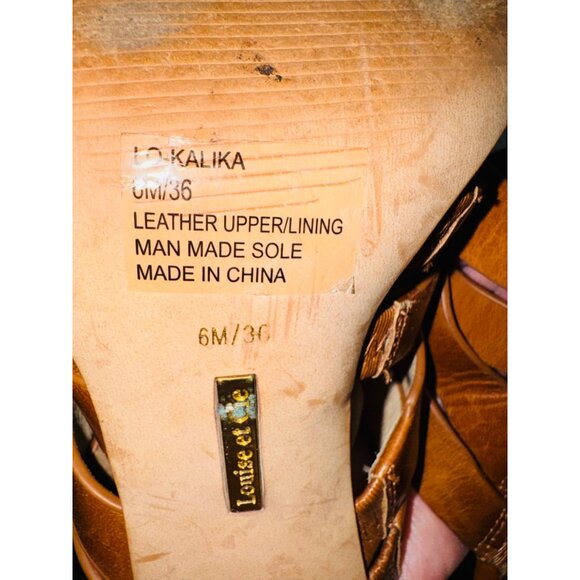 LO-KALIKA
6M/36
LEATHER UPPER/LINING
MAN MADE SOLE
MADE IN CHINA
6M/36
Louise et Cie